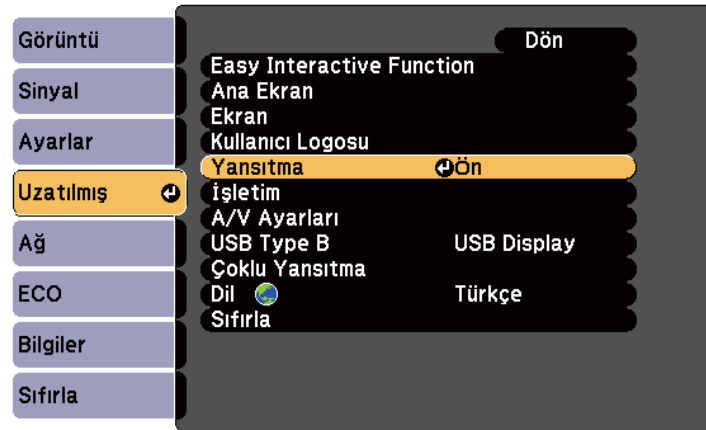 Görüntü
Sinyal
Ayarlar
Uzatılmış
Ağ
ECO
Bilgiler
Sıfırla
Dön
Easy Interactive Function
Ana Ekran
Ekran
Kullanıcı Logosu
Yansıtma Ön
İşletim
A/V Ayarları
USB Type B USB Display
Çoklu Yansıtma
Dil Türkçe
Sıfırla